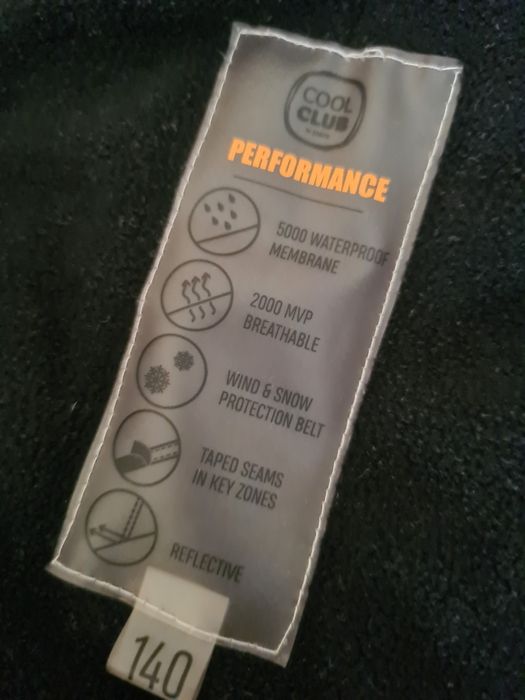 COOL
CLUB
PERFORMANCE
5000 WATERPROOF
MEMBRANE
2000 MVP
BREATHABLE
WIND & SNOW
PROTECTION BELT
TAPED SEAMS
IN KEY ZONES
REFLECTIVE
140